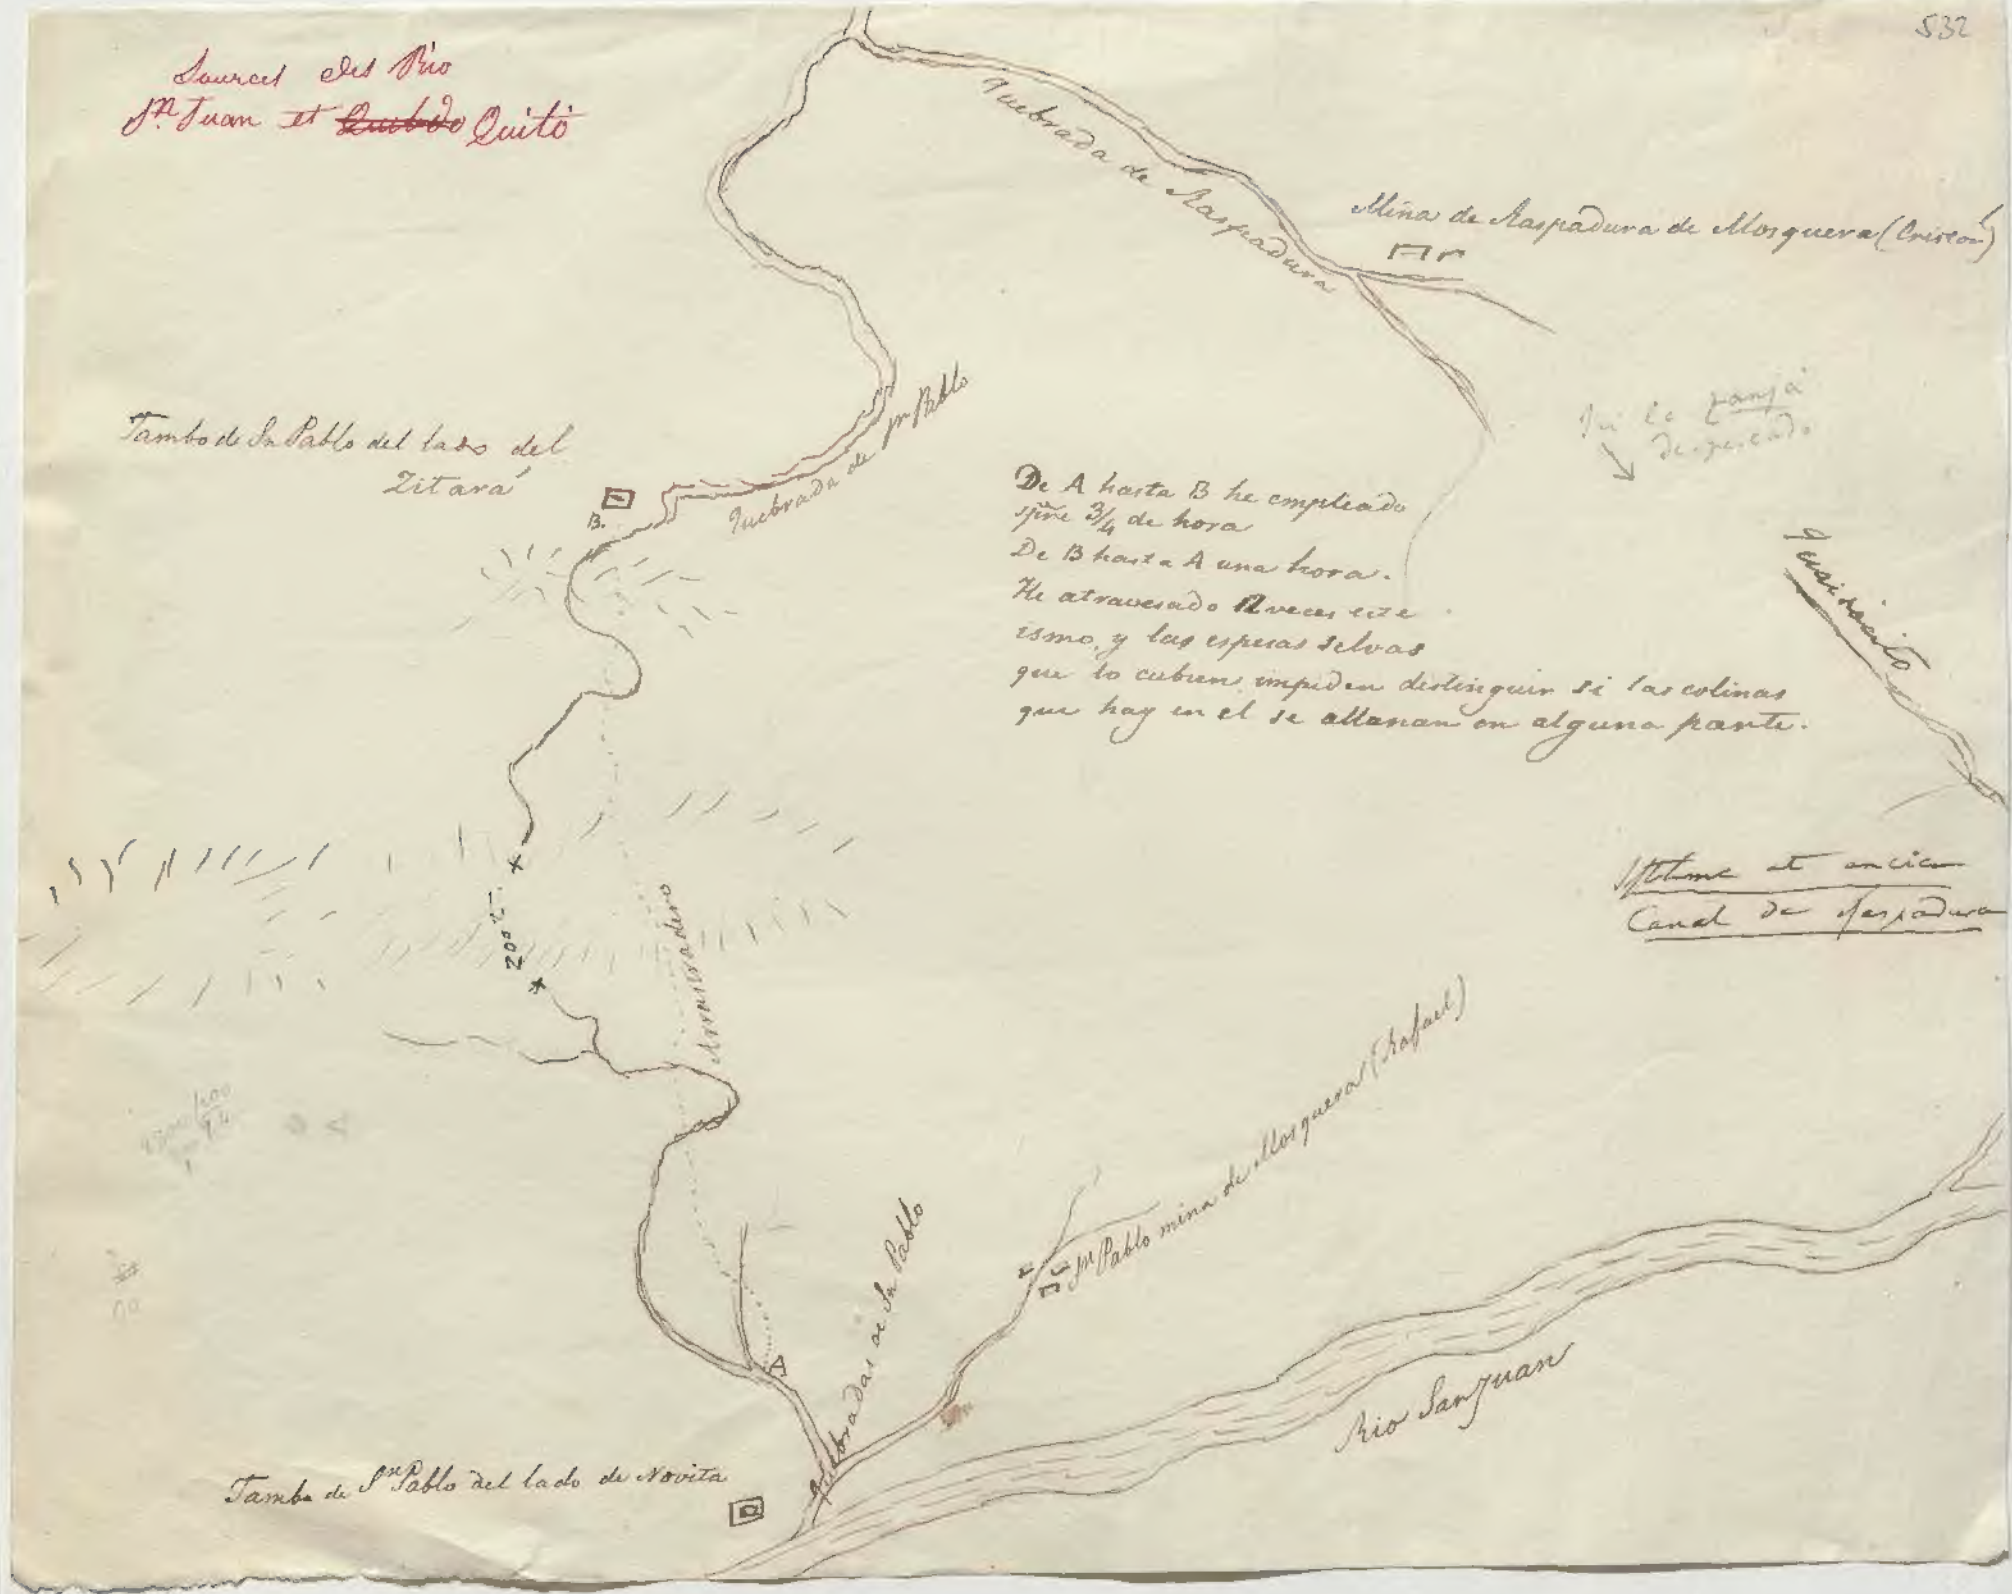 532
Sources des Rio
Sn. Juan et Quibdo Quito
Quebrada de Raspadura
Mina de Raspadura de Mosquera (
Tambo de Sn Pablo del lado del
Zitará
B.
Quebrada de Sn Pablo
De A hasta B he empleado
3/4 de hora
De B hasta A una hora.
He atravesado 12 veces este
ismo, y las espesas selvas
que lo cubren impiden distinguir si las colinas
que hay en el se allanan en alguna parte.
200
Arrastradero
Isthme et ancien
Canal de Raspadura
Sn Pablo mina de Mosquera (Rafael)
A
Quebradas de Sn Pablo
Rio San Juan
Tambo de Sn Pablo del lado de Novita